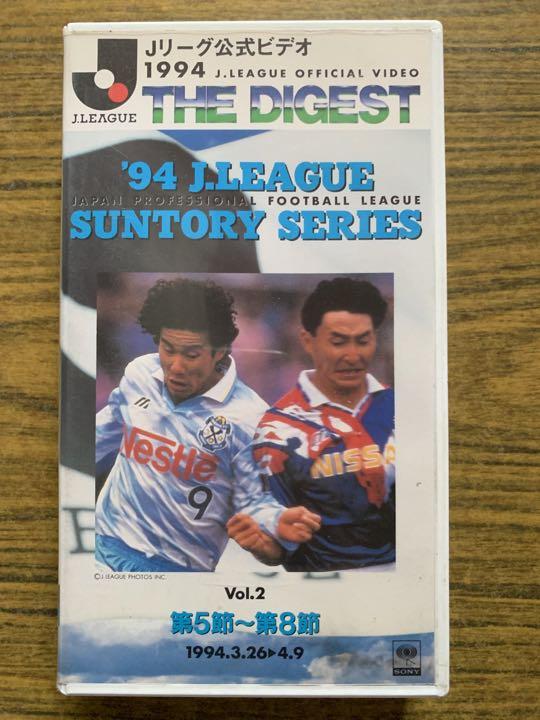 Jリーグ公式ビデオ
1994 J.LEAGUE OFFICIAL VIDEO
J.LEAGUE
THE DIGEST
'94 J.LEAGUE
JAPAN PROFESSIONAL FOOTBALL LEAGUE
SUNTORY SERIES
Nestlé
9
NISSA
©J.LEAGUE PHOTOS INC.
Vol.2
第5節〜第8節
1994.3.26▶4.9
SONY